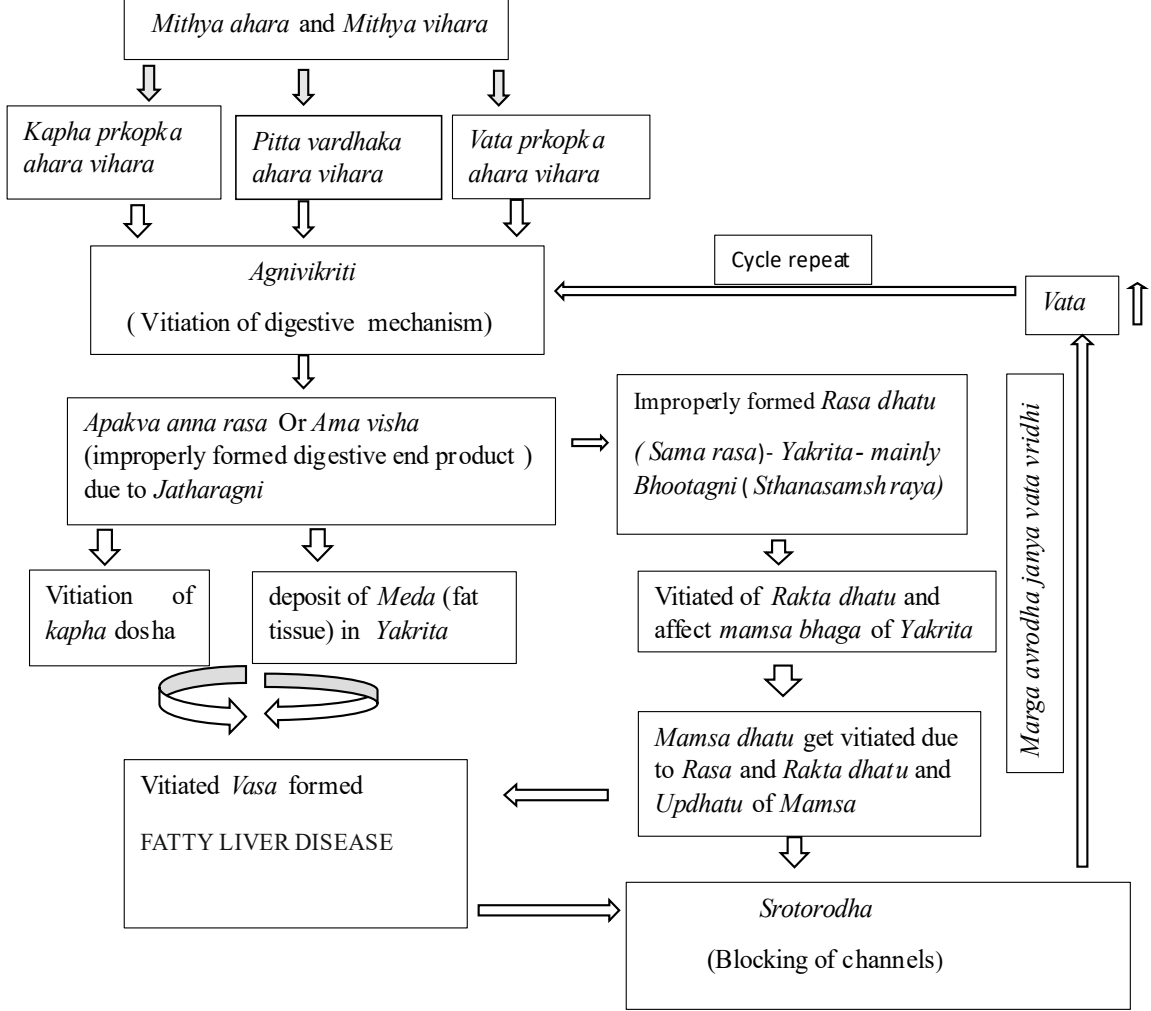 Mithya ahara and Mithya vihara
Kapha prkopka
ahara vihara
Pitta vardhaka
ahara vihara
Vata prkopka
ahara vihara
Agnivikriti
( Vitiation of digestive mechanism)
Cycle repeat
Vata
Apakva anna rasa Or Ama visha
(improperly formed digestive end product )
due to Jatharagni
Improperly formed Rasa dhatu
( Sama rasa)- Yakrita- mainly
Bhootagni ( Sthanasamshraya)
Marga avrodha janya vata vridhi
Vitiation of
kapha dosha
deposit of Meda (fat
tissue) in Yakrita
Vitiated of Rakta dhatu and
affect mamsa bhaga of Yakrita
Mamsa dhatu get vitiated due
to Rasa and Rakta dhatu and
Updhatu of Mamsa
Vitiated Vasa formed
FATTY LIVER DISEASE
Srotorodha
(Blocking of channels)